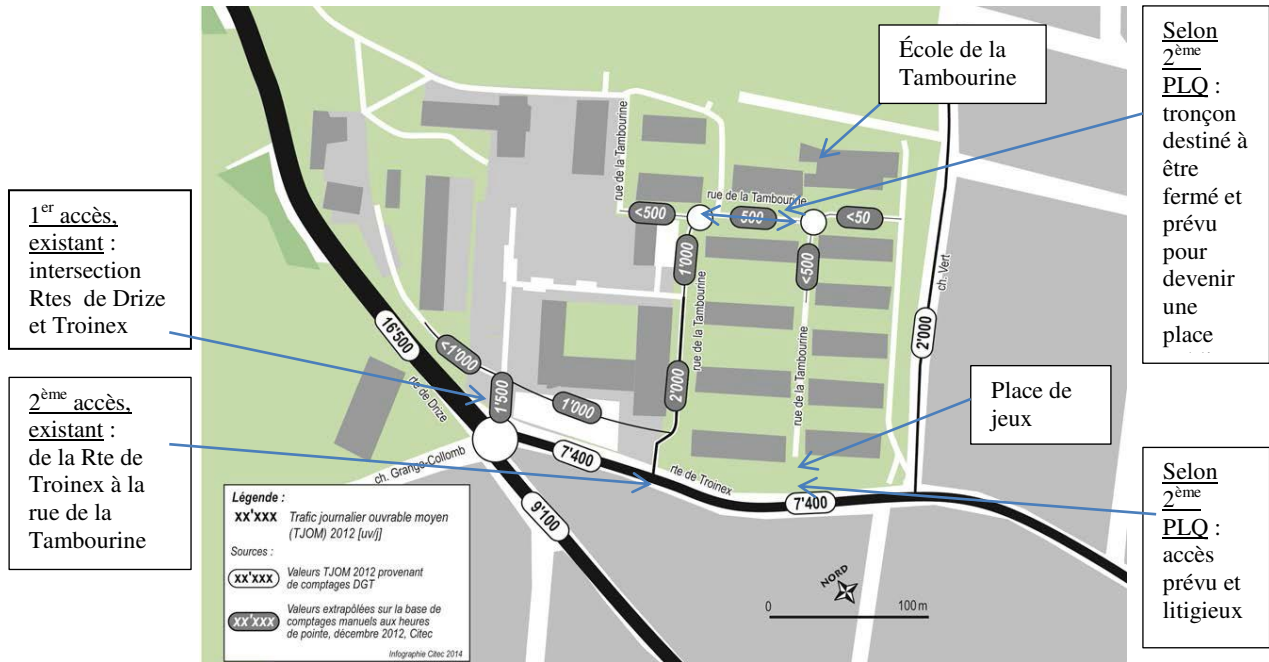 1er accès,
existant :
intersection
Rtes de Drize
et Troinex
2ème accès,
existant :
de la Rte de
Troinex à la
rue de la
Tambourine
École de la
Tambourine
Selon
2ème
PLQ :
tronçon
destiné à
être
fermé et
prévu
pour
devenir
une
place
Place de
jeux
Selon
2ème
PLQ :
accès
prévu et
litigieux
rue de la Tambourine
rue de la Tambourine
<500
500
<50
1'000
<500
rue de la Tambourine
rue de la Tambourine
ch. Vert
2'000
2'000
16'500
rte de Drize
<1'000
1'500
1'000
ch. Grange-Collomb
7'400
rte de Troinex
7'400
9'100
Légende :
xx'xxx Trafic journalier ouvrable moyen
(TJOM) 2012 [uv/j]
Sources :
xx'xxx Valeurs TJOM 2012 provenant
de comptages DGT
xx'xxx Valeurs extrapôlées sur la base de
comptages manuels aux heures
de pointe, décembre 2012, Citec
Infographie Citec 2014
NORD
0 100 m